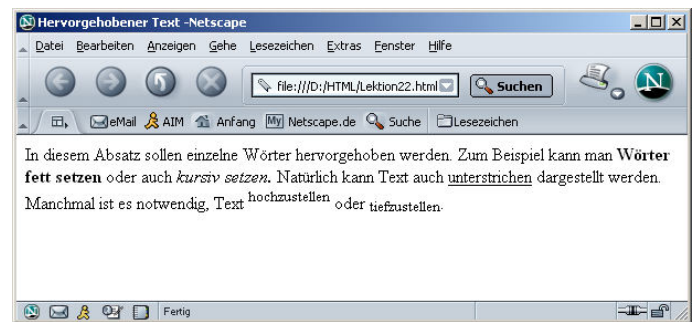 Hervorgehobener Text -Netscape
Datei Bearbeiten Anzeigen Gehe Lesezeichen Extras Fenster Hilfe
file:///D:/HTML/Lektion22.html Suchen N
eMail AIM Anfang My Netscape.de Suche Lesezeichen
In diesem Absatz sollen einzelne Wörter hervorgehoben werden. Zum Beispiel kann man Wörter
fett setzen oder auch kursiv setzen. Natürlich kann Text auch unterstrichen dargestellt werden.
Manchmal ist es notwendig, Text hochzustellen oder tiefzustellen.
Fertig